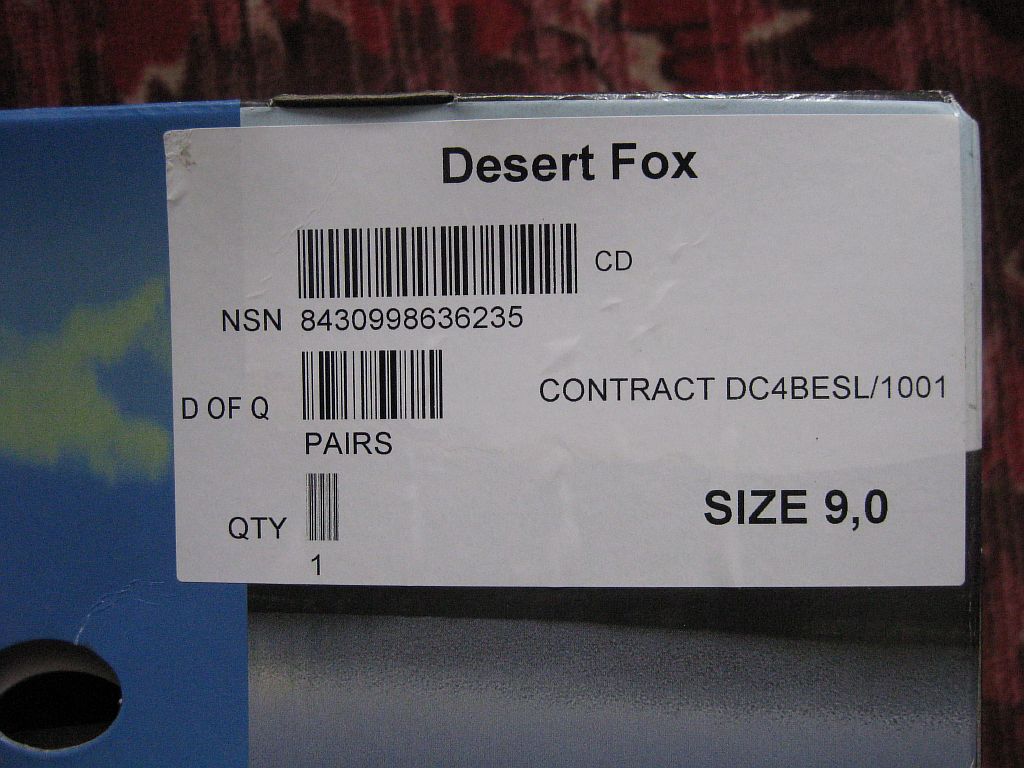 Desert Fox
CD
NSN 8430998636235
D OF Q
CONTRACT DC4BESL/1001
PAIRS
SIZE 9,0
QTY
1